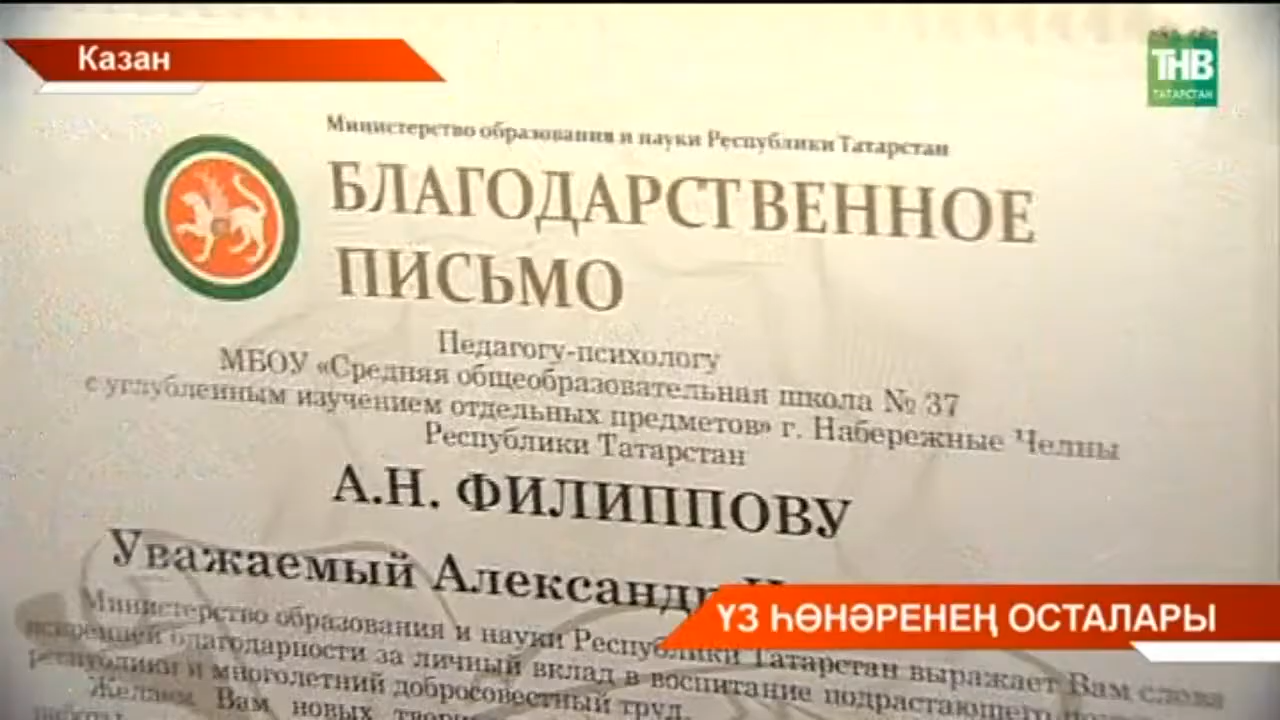 Казан
ТНВ
ТАТАРСТАН
Министерство образования и науки Республики Татарстан
БЛАГОДАРСТВЕННОЕ
ПИСЬМО
Педагогу-психологу
МБОУ «Средняя общеобразовательная школа № 37
с углубленным изучением отдельных предметов» г. Набережные Челны
Республики Татарстан
А.Н. ФИЛИППОВУ
Уважаемый Александр
ҮЗ ҺӨНӘРЕНЕҢ ОСТАЛАРЫ
Министерство образования и науки Республики Татарстан выражает Вам слова
искренней благодарности за личный вклад в воспитание подрастающего
республики и многолетний добросовестный труд.
Желаем Вам новых